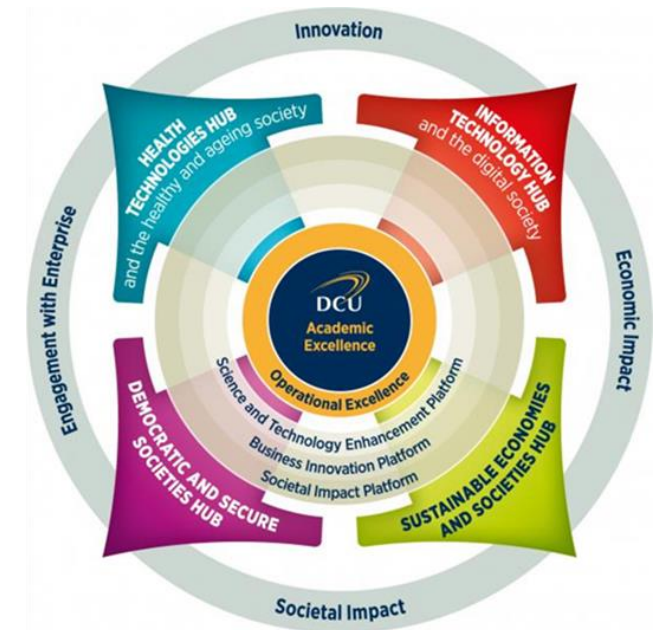 Innovation
HEALTH
TECHNOLOGIES HUB
and the healthy and ageing society
INFORMATION
TECHNOLOGY HUB
and the digital society
Engagement with Enterprise
Economic Impact
DCU
Academic
Excellence
Operational Excellence
Science and Technology Enhancement Platform
Business Innovation Platform
Societal Impact Platform
DEMOCRATIC AND SECURE
SOCIETIES HUB
SUSTAINABLE ECONOMIES
AND SOCIETIES HUB
Societal Impact